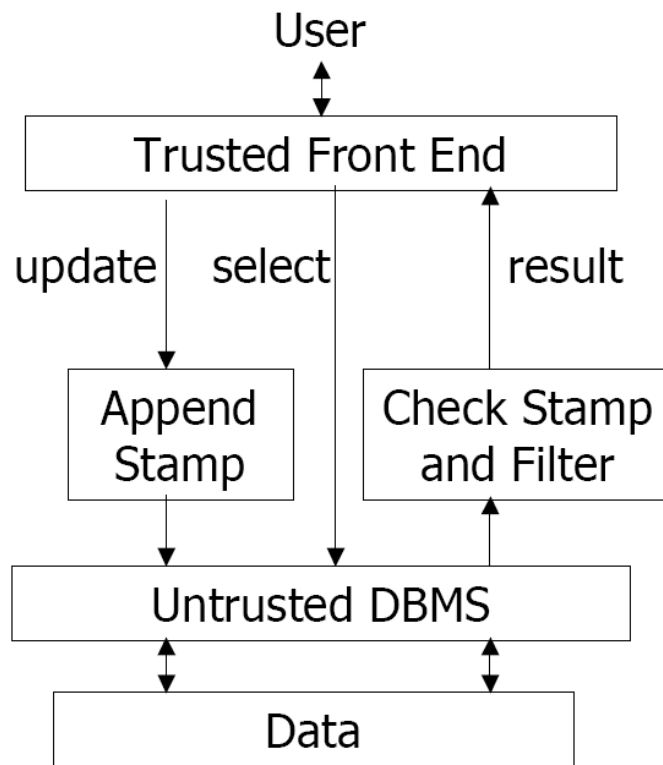 User
Trusted Front End
update
select
result
Append
Stamp
Check Stamp
and Filter
Untrusted DBMS
Data